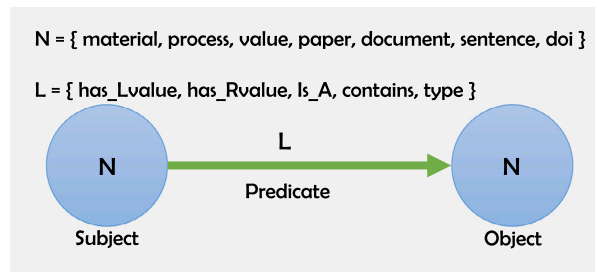 N = { material, process, value, paper, document, sentence, doi }
L = { has_Lvalue, has_Rvalue, Is_A, contains, type }
N
L
N
Predicate
Subject
Object